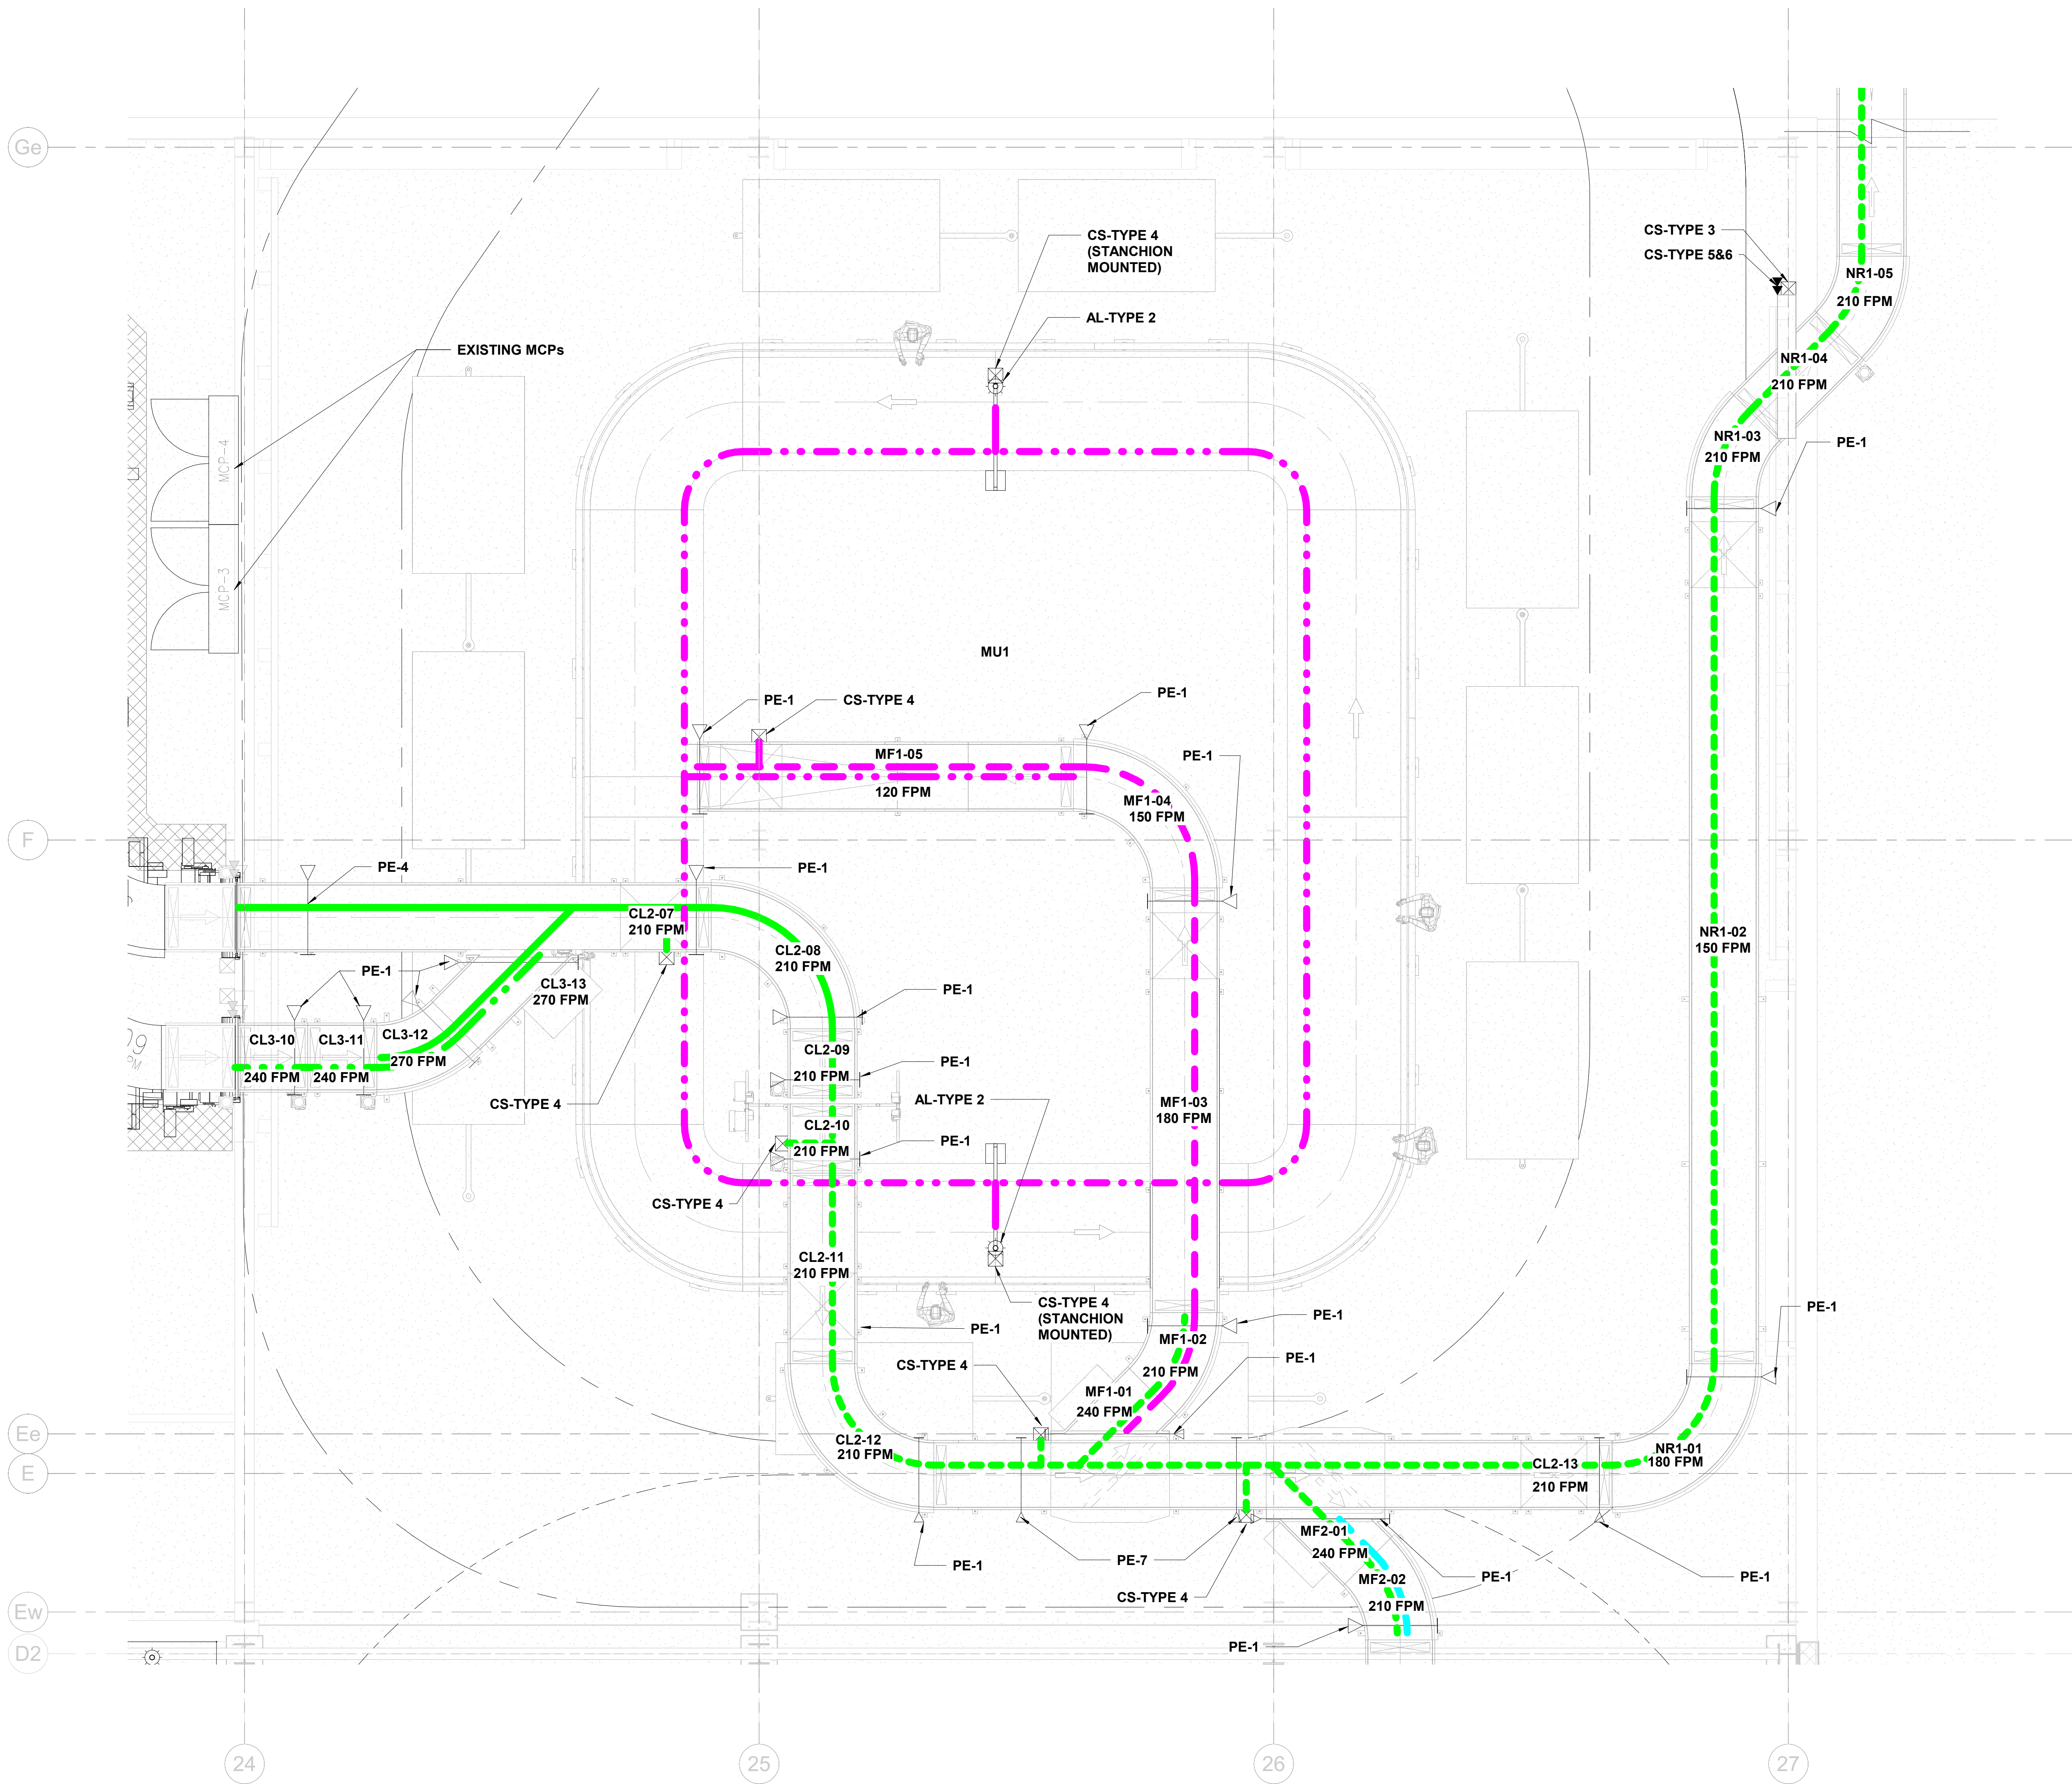 Ge
CS-TYPE 4
(STANCHION
MOUNTED)
AL-TYPE 2
CS-TYPE 3
CS-TYPE 5&6
NR1-05
210 FPM
EXISTING MCPs
NR1-04
210 FPM
MCP-4
NR1-03
210 FPM
PE-1
MCP-3
MU1
PE-1
CS-TYPE 4
PE-1
MF1-05
PE-1
120 FPM
MF1-04
150 FPM
F
PE-4
PE-1
CL2-07
210 FPM
CL2-08
210 FPM
NR1-02
150 FPM
PE-1
CL3-13
270 FPM
PE-1
CL3-10
CL3-11
CL3-12
09
270 FPM
240 FPM
240 FPM
CL2-09
210 FPM
PE-1
CS-TYPE 4
AL-TYPE 2
MF1-03
180 FPM
CL2-10
210 FPM
PE-1
CS-TYPE 4
CL2-11
210 FPM
CS-TYPE 4
(STANCHION
MOUNTED)
PE-1
PE-1
PE-1
MF1-02
210 FPM
CS-TYPE 4
PE-1
MF1-01
240 FPM
Ee
CL2-12
210 FPM
NR1-01
180 FPM
E
CL2-13
210 FPM
MF2-01
240 FPM
PE-1
PE-7
MF2-02
210 FPM
PE-1
PE-1
CS-TYPE 4
Ew
PE-1
D2
24
25
26
27